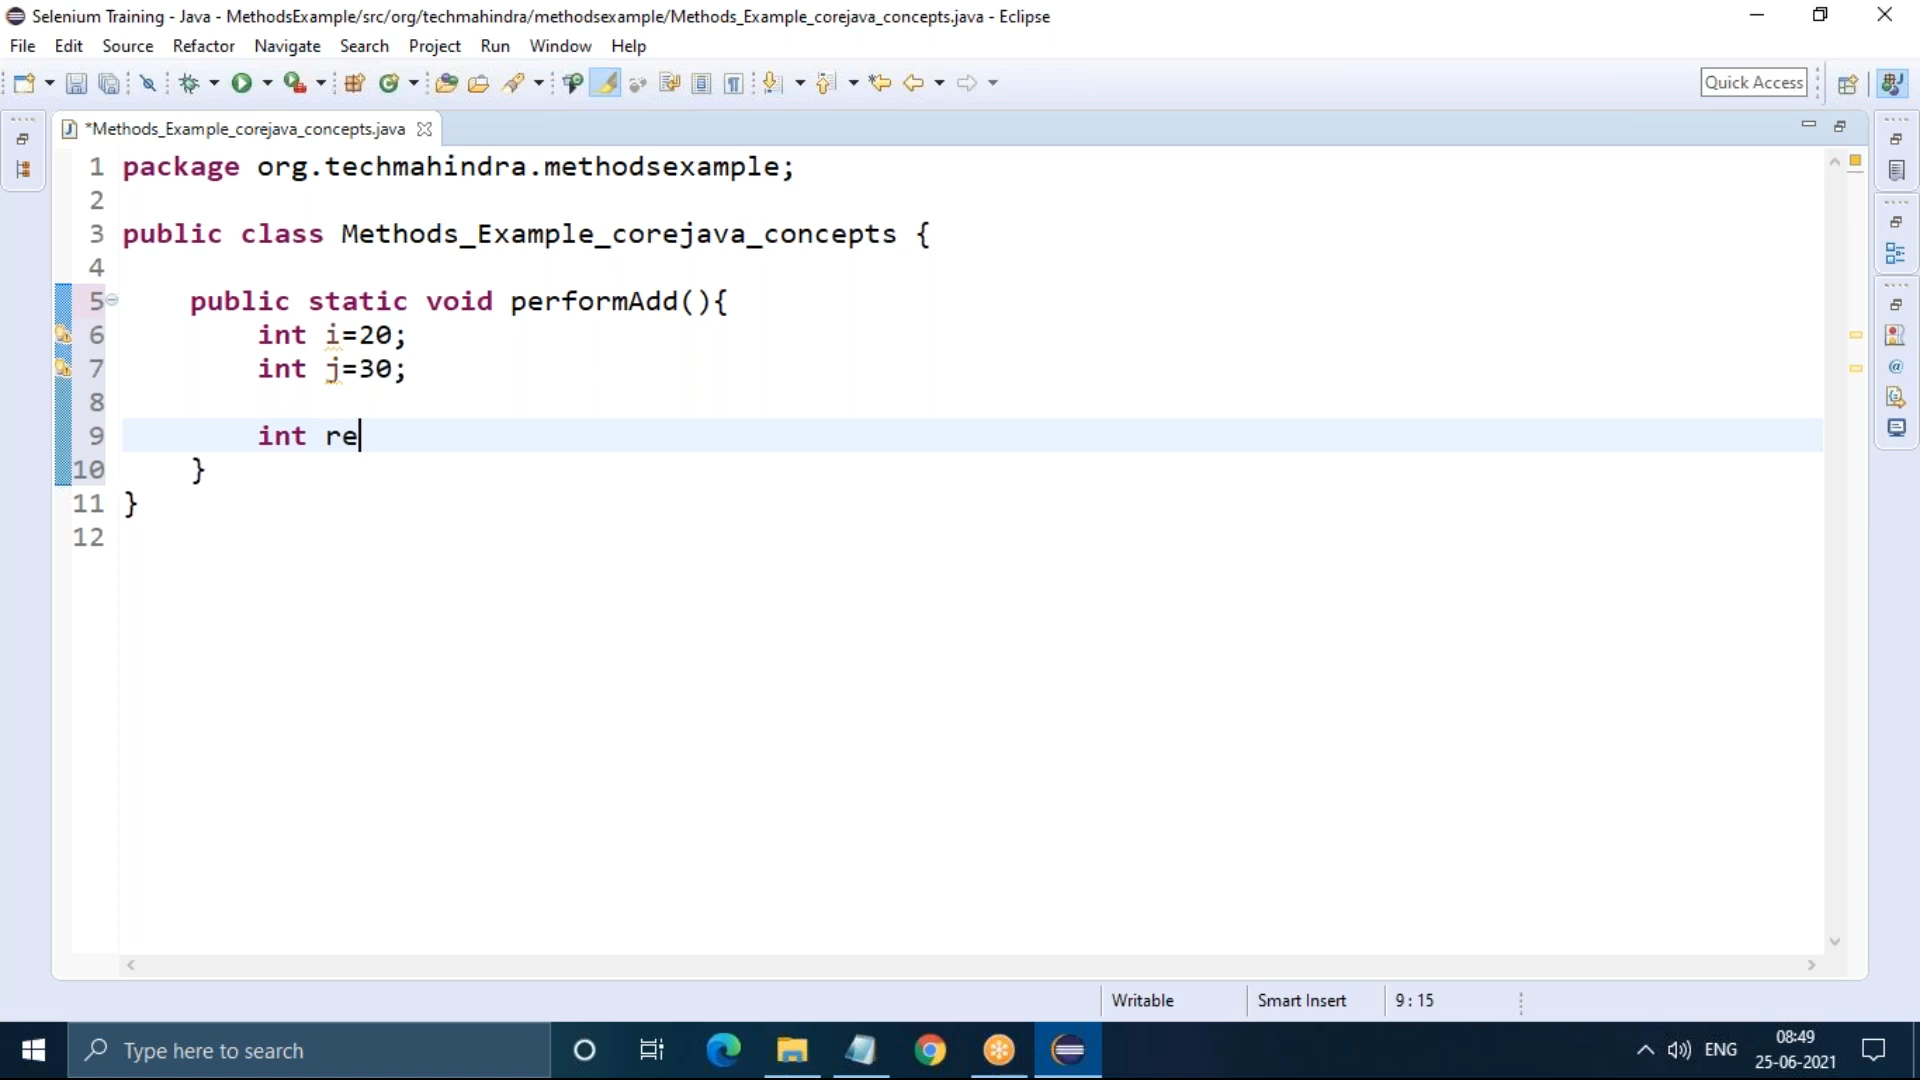 Selenium Training - Java - MethodsExample/src/org/techmahindra/methodsexample/Methods_Example_corejava_concepts.java - Eclipse
File Edit Source Refactor Navigate Search Project Run Window Help
Quick Access
*Methods_Example_corejava_concepts.java
1 package org.techmahindra.methodsexample;
2
3 public class Methods_Example_corejava_concepts {
4
5 public static void performAdd(){
6 int i=20;
7 int j=30;
8
9 int re
10 }
11 }
12
Writable Smart Insert 9 : 15
Type here to search
ENG
08:49
25-06-2021